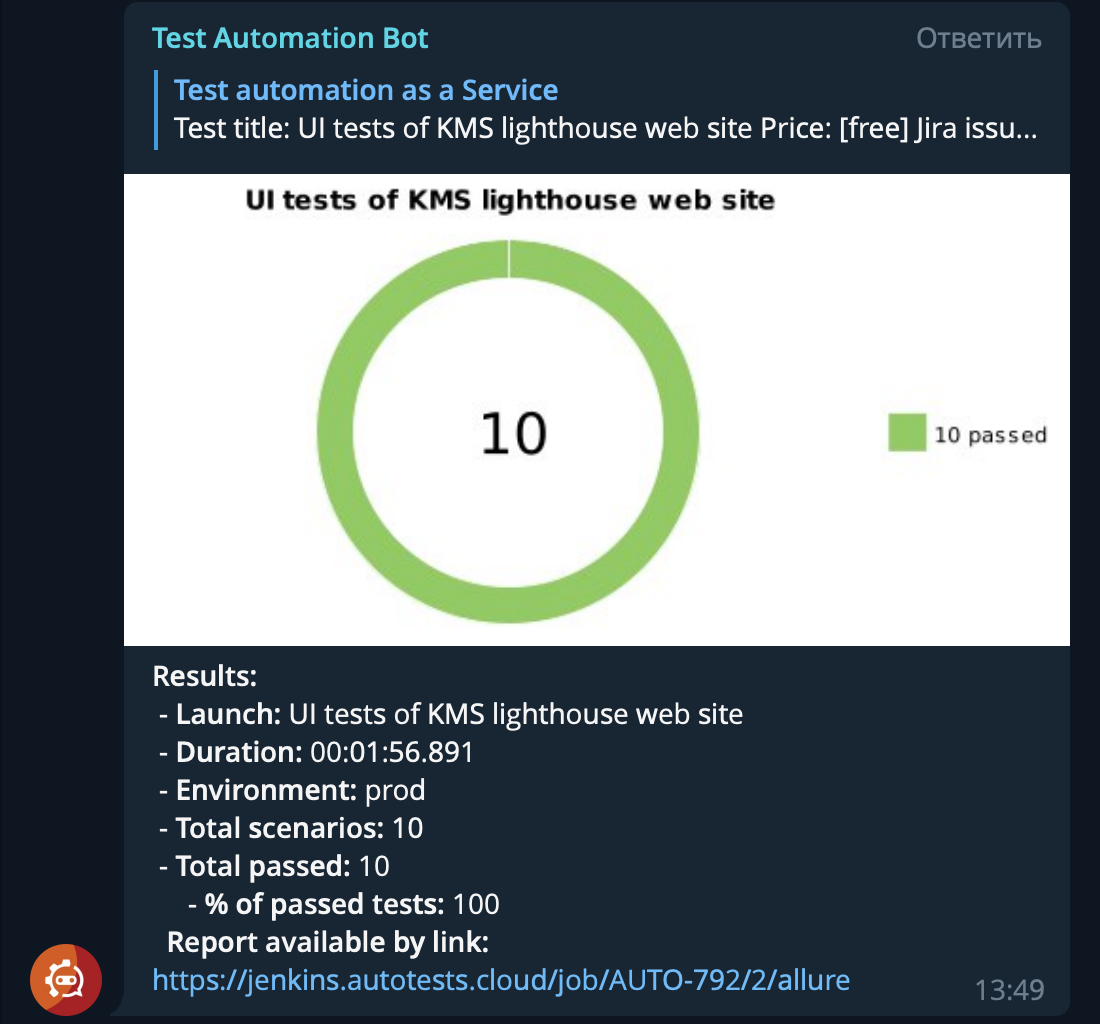 Test Automation Bot Ответить
Test automation as a Service
Test title: UI tests of KMS lighthouse web site Price: [free] Jira issu...
UI tests of KMS lighthouse web site
10
10 passed
Results:
- Launch: UI tests of KMS lighthouse web site
- Duration: 00:01:56.891
- Environment: prod
- Total scenarios: 10
- Total passed: 10
- % of passed tests: 100
Report available by link:
https://jenkins.autotests.cloud/job/AUTO-792/2/allure
13:49